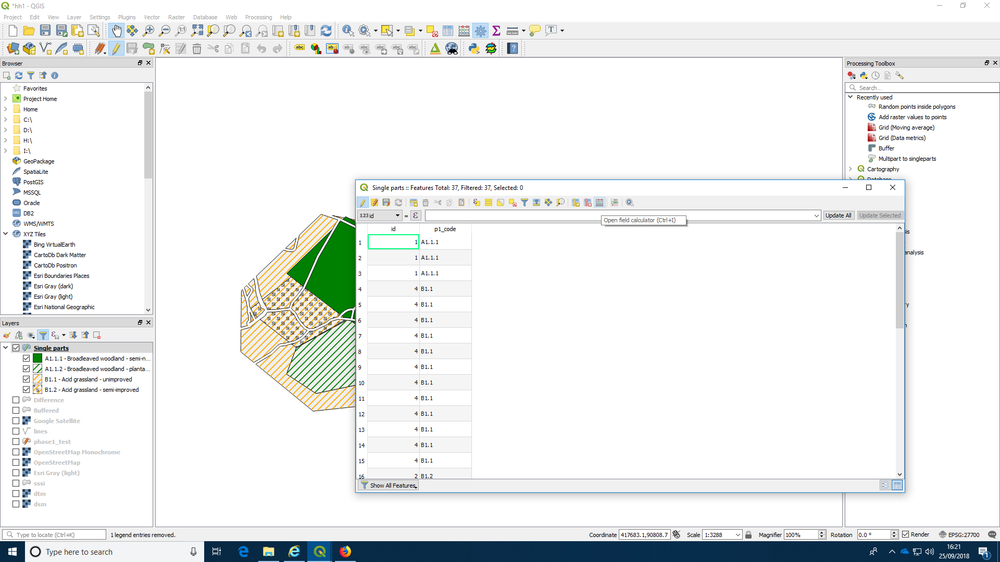 *hh1 - QGIS
Project Edit View Layer Settings Plugins Vector Raster Database Web Processing Help
Browser
Favorites
Project Home
Home
C:\
D:\
H:\
I:\
GeoPackage
SpatiaLite
PostGIS
MSSQL
Oracle
DB2
WMS/WMTS
XYZ Tiles
Bing VirtualEarth
CartoDb Dark Matter
CartoDb Positron
Esri Boundaries Places
Esri Gray (dark)
Esri Gray (light)
Esri National Geographic
Layers
Single parts
A1.1.1 - Broadleaved woodland - semi-n...
A1.1.2 - Broadleaved woodland - planta...
B1.1 - Acid grassland - unimproved
B1.2 - Acid grassland - semi-improved
Difference
Buffered
Google Satellite
lines
phase1_test
OpenStreetMap Monochrome
OpenStreetMap
Esri Gray (light)
sssi
dtm
dsm
Processing Toolbox
Search...
Recently used
Random points inside polygons
Add raster values to points
Grid (Moving average)
Grid (Data metrics)
Buffer
Multipart to singleparts
Cartography
Single parts :: Features Total: 37, Filtered: 37, Selected: 0
123 id = ε Update All Update Selected
Open field calculator (Ctrl+I)
id p1_code
1 1 A1.1.1
2 1 A1.1.1
3 1 A1.1.1
4 4 B1.1
5 4 B1.1
6 4 B1.1
7 4 B1.1
8 4 B1.1
9 4 B1.1
10 4 B1.1
11 4 B1.1
12 4 B1.1
13 4 B1.1
14 4 B1.1
15 4 B1.1
16 2 B1.2
Show All Features
Type to locate (Ctrl+K) 1 legend entries removed. Coordinate 417683.1,90808.7 Scale 1:3288 Magnifier 100% Rotation 0.0 ° Render EPSG:27700
Type here to search
16:21
25/09/2018